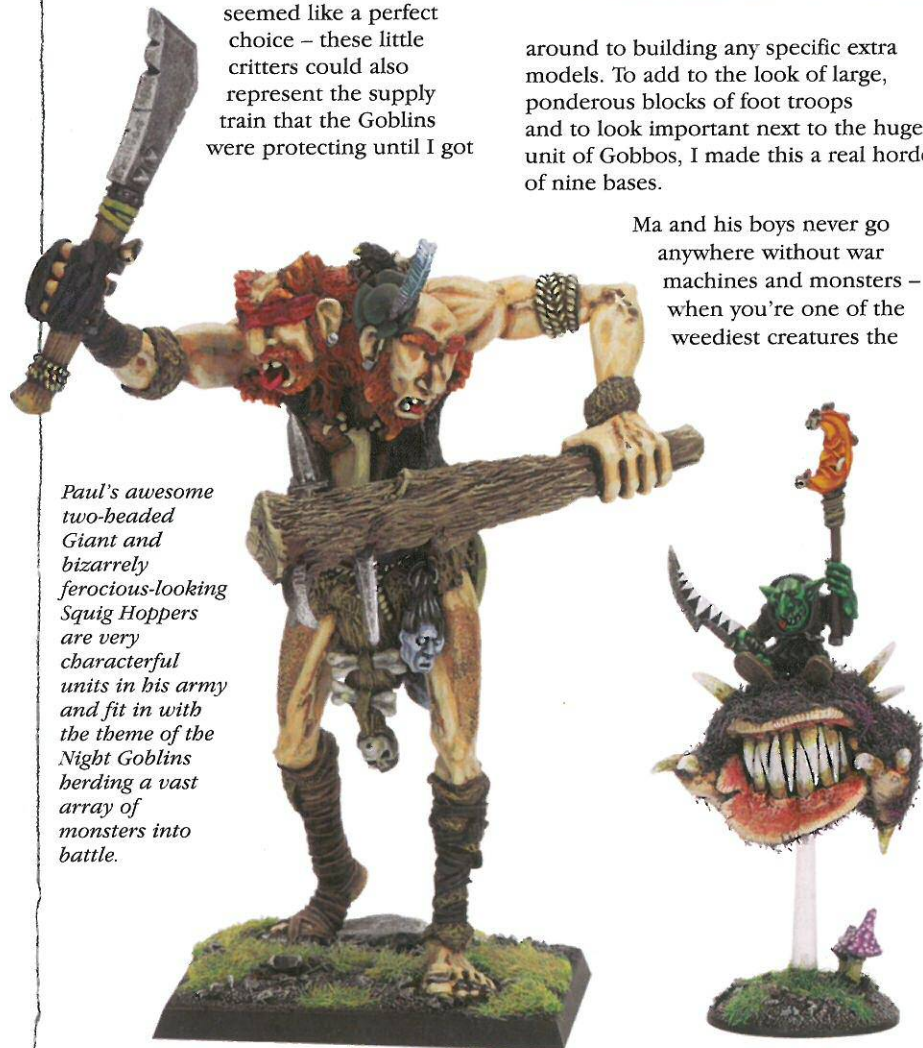 seemed like a perfect
choice – these little
critters could also
represent the supply
train that the Goblins
were protecting until I got
around to building any specific extra
models. To add to the look of large,
ponderous blocks of foot troops
and to look important next to the huge
unit of Gobbos, I made this a real horde
of nine bases.
Ma and his boys never go
anywhere without war
machines and monsters –
when you're one of the
weediest creatures the
Paul's awesome
two-headed
Giant and
bizarrely
ferocious-looking
Squig Hoppers
are very
characterful
units in his army
and fit in with
the theme of the
Night Goblins
herding a vast
array of
monsters into
battle.